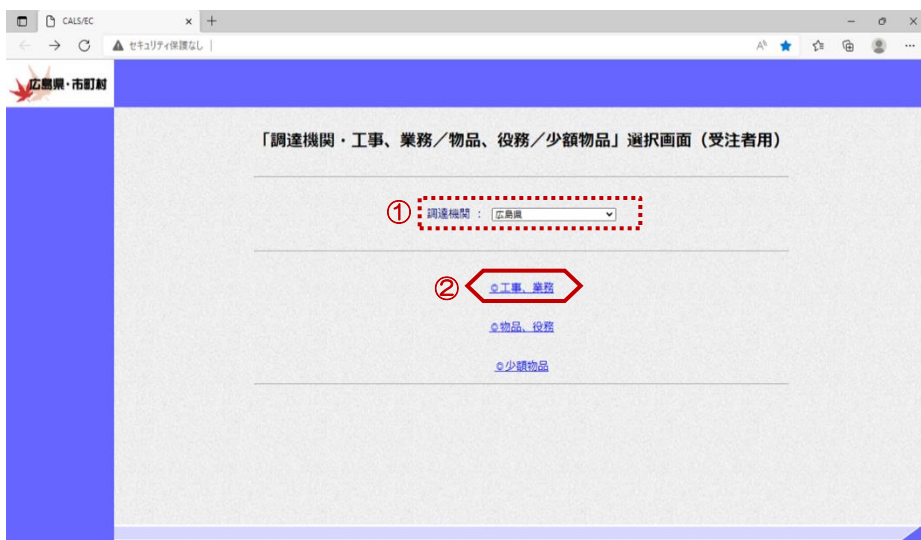 CALS/EC
セキュリティ保護なし
広島県・市町村
「調達機関・工事、業務／物品、役務／少額物品」選択画面（受注者用）
① 調達機関 ： 広島県
② ◎工事、業務
◎物品、役務
◎少額物品